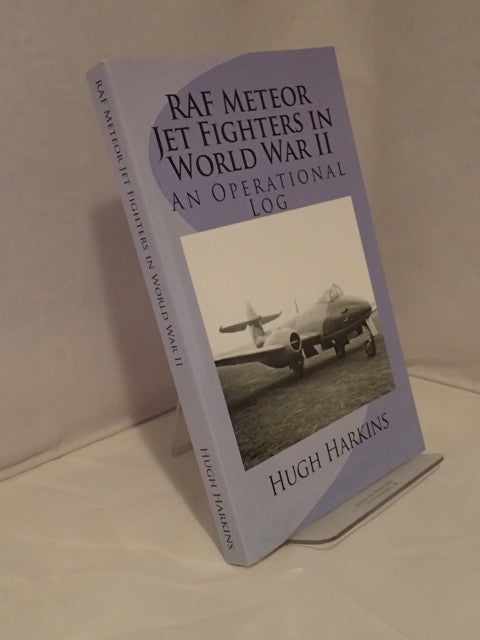 RAF Meteor
Jet Fighters in
World War II
An Operational
Log
Hugh Harkins
RAF Meteor Jet Fighters in World War II
Hugh Harkins